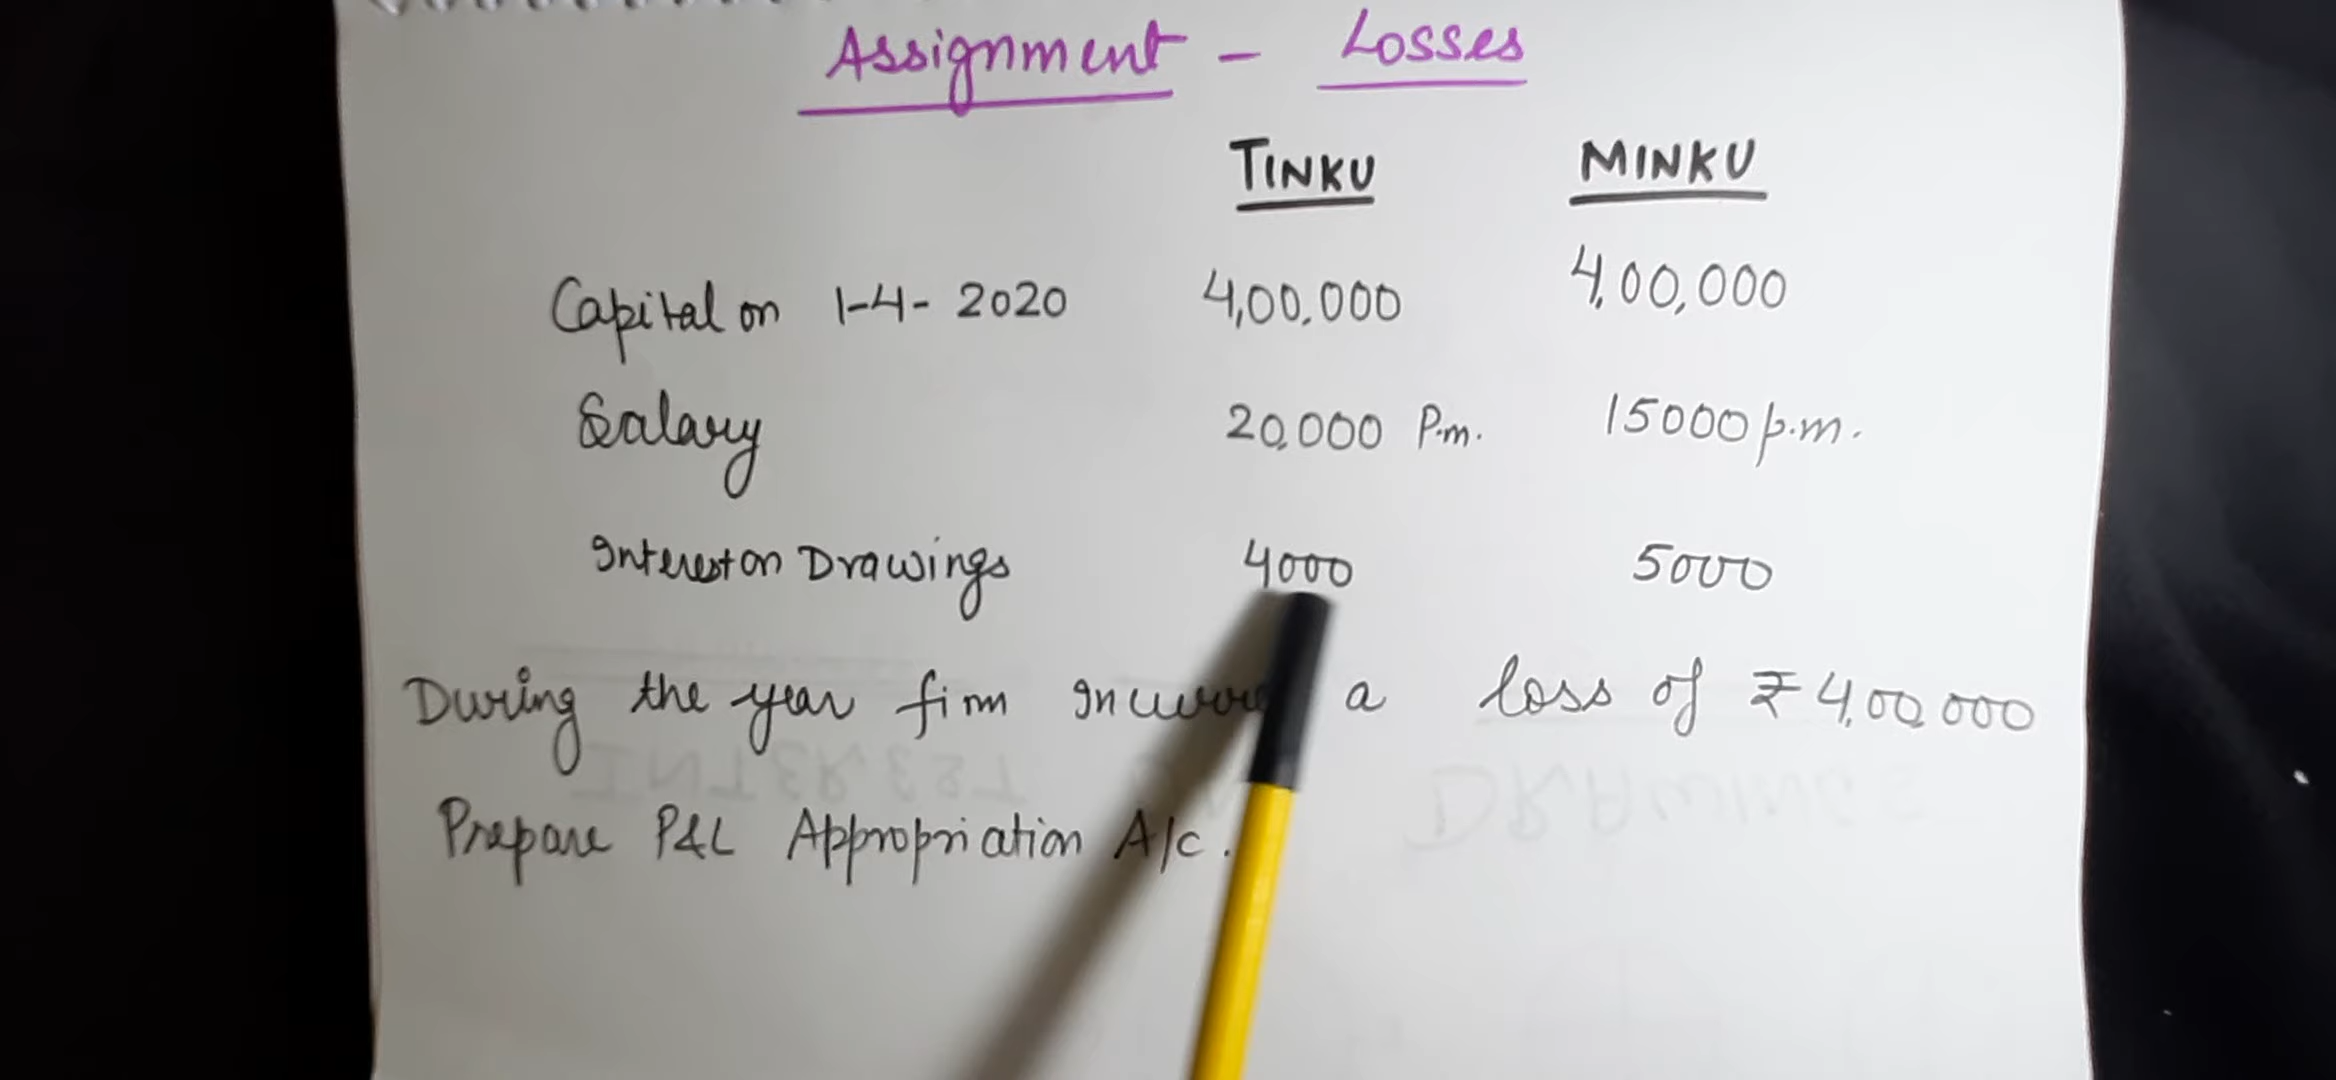 Assignment - Losses
TINKU MINKU
Capital on 1-4-2020 4,00,000 4,00,000
Salary 20,000 P.m. 15000 p.m.
Interest on Drawings 4000 5000
During the year firm a loss of ₹ 4,00,000
Prepare P&L Appropriation A/c.